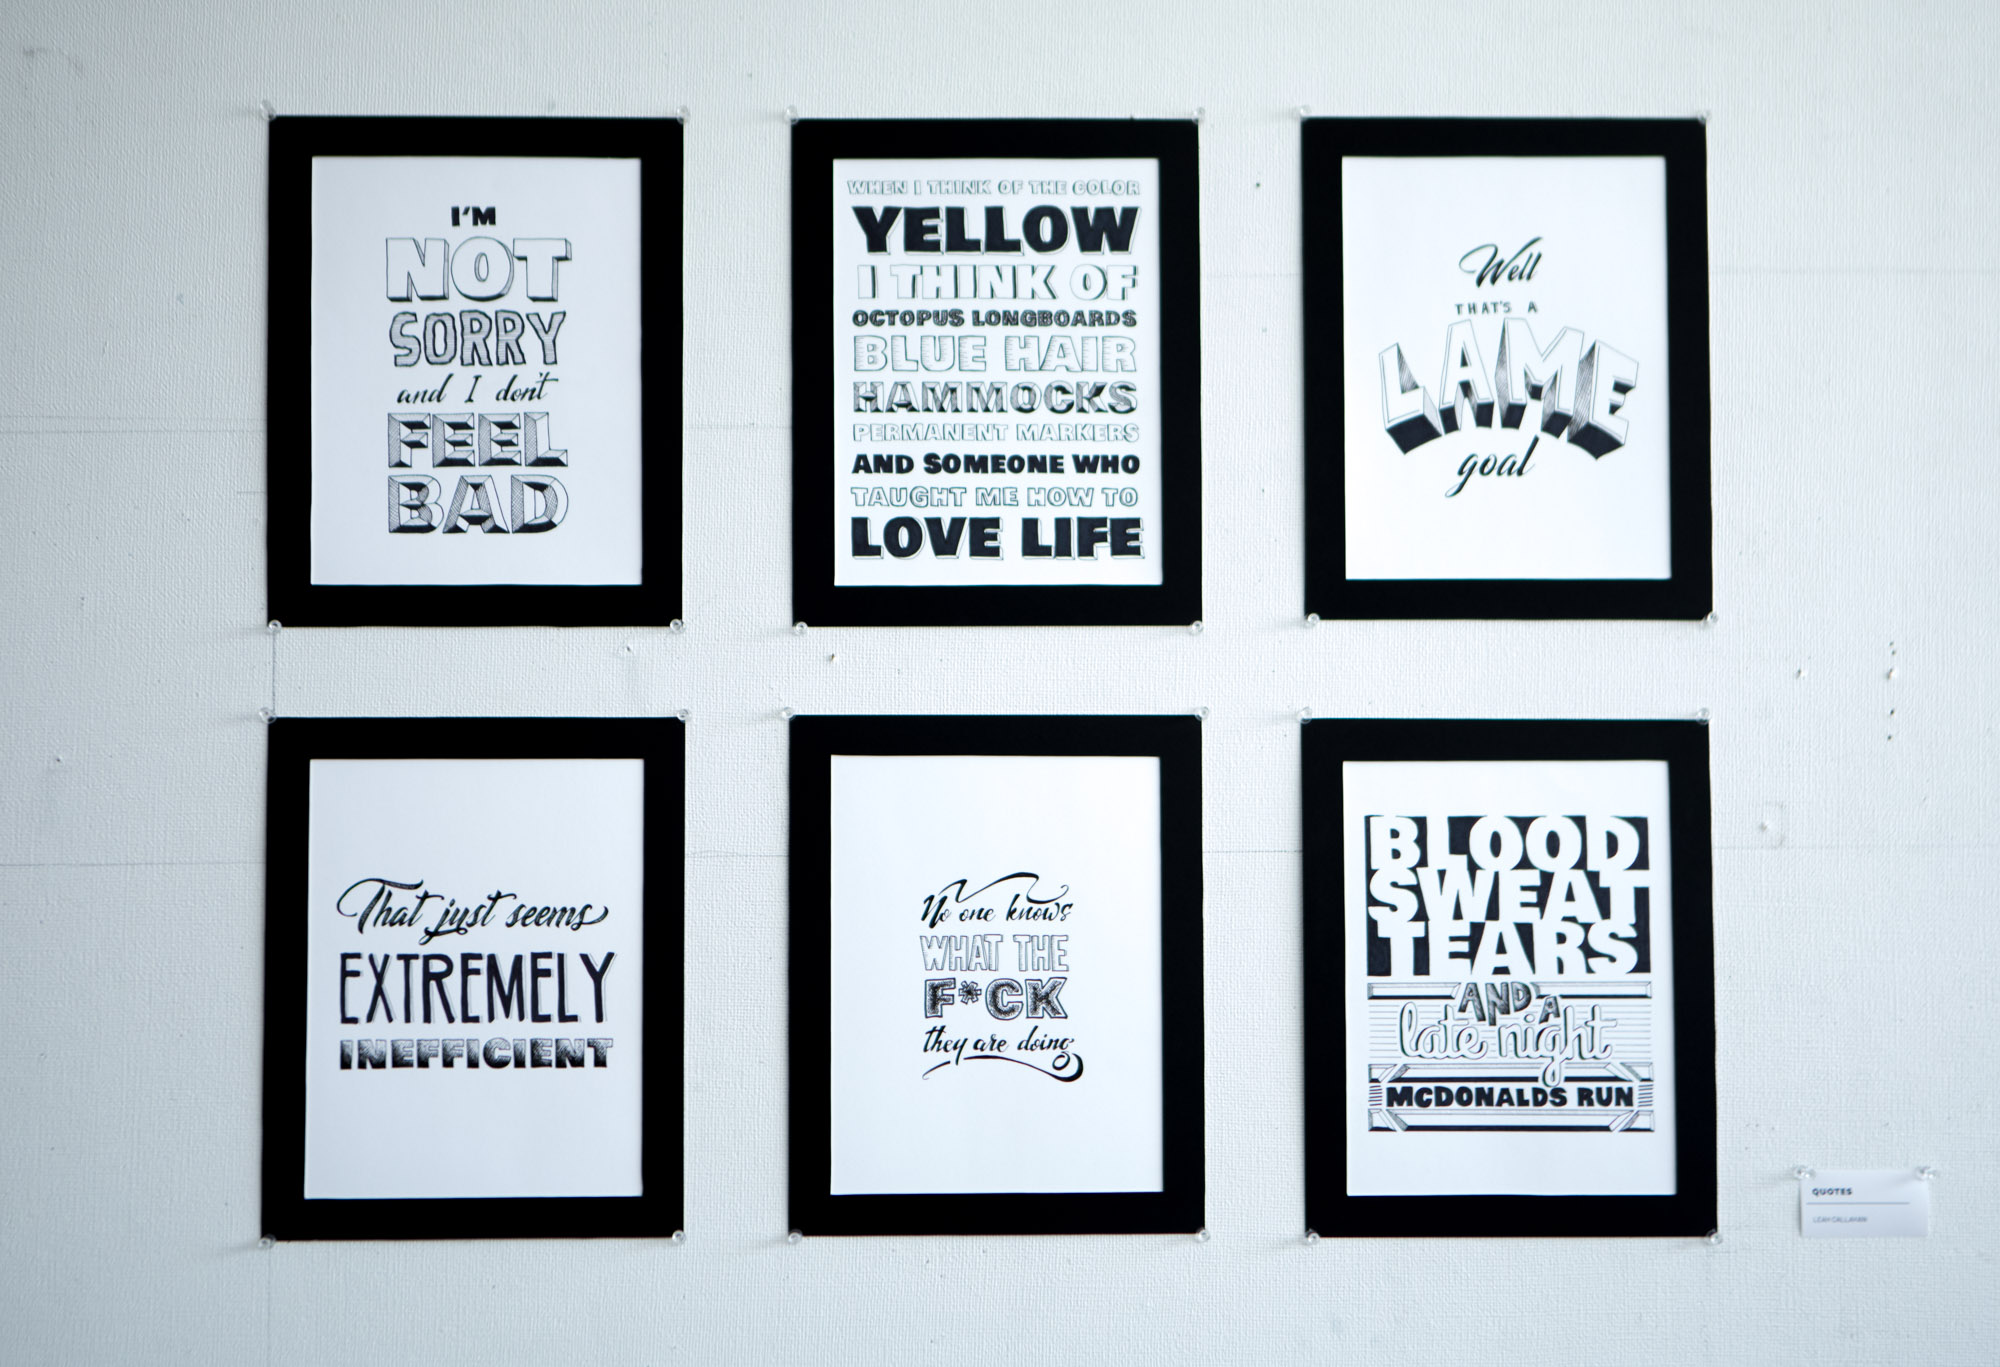 I'M
NOT
SORRY
and I don't
FEEL
BAD
WHEN I THINK OF THE COLOR
YELLOW
I THINK OF
OCTOPUS LONGBOARDS
BLUE HAIR
HAMMOCKS
PERMANENT MARKERS
AND SOMEONE WHO
TAUGHT ME HOW TO
LOVE LIFE
Well
THAT'S A
LAME
goal
That just seems
EXTREMELY
INEFFICIENT
No one knows
WHAT THE
F*CK
they are doing
BLOOD
SWEAT
TEARS
AND A
late night
MCDONALDS RUN
QUOTES